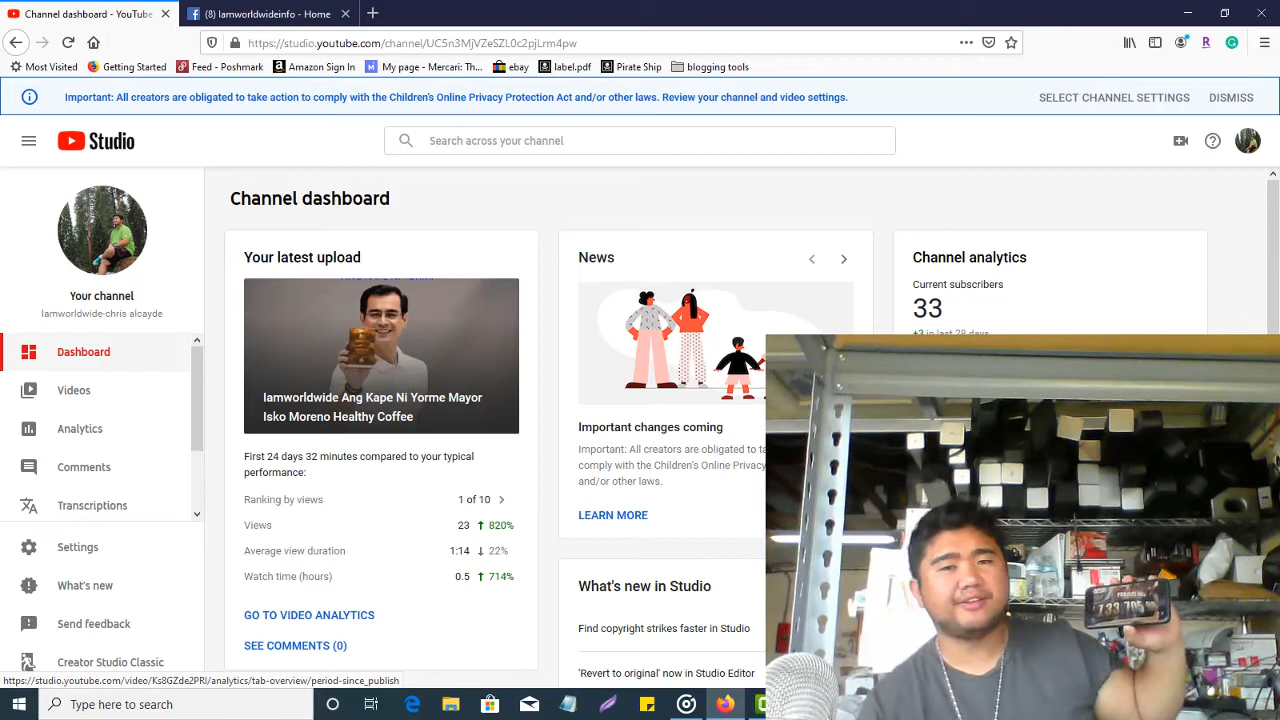 Channel dashboard - YouTube
(8) Iamworldwideinfo - Home
https://studio.youtube.com/channel/UC5n3MjVZeSZL0c2pjLrm4pw
Most Visited
Getting Started
Feed - Poshmark
Amazon Sign In
My page - Mercari: Th...
ebay
label.pdf
Pirate Ship
blogging tools
Important: All creators are obligated to take action to comply with the Children's Online Privacy Protection Act and/or other laws. Review your channel and video settings.
SELECT CHANNEL SETTINGS
DISMISS
Studio
Search across your channel
Your channel
Iamworldwide-chris alcayde
Dashboard
Videos
Analytics
Comments
Transcriptions
Settings
What's new
Send feedback
Creator Studio Classic
Channel dashboard
Your latest upload
Iamworldwide Ang Kape Ni Yorme Mayor
Isko Moreno Healthy Coffee
First 24 days 32 minutes compared to your typical
performance:
Ranking by views 1 of 10
Views 23 820%
Average view duration 1:14 22%
Watch time (hours) 0.5 714%
GO TO VIDEO ANALYTICS
SEE COMMENTS (0)
News
Important changes coming
Important: All creators are obligated to
comply with the Children's Online Privacy
and/or other laws.
LEARN MORE
What's new in Studio
Find copyright strikes faster in Studio
'Revert to original' now in Studio Editor
Channel analytics
Current subscribers
33
+3 in last 28 days
https://studio.youtube.com/video/Ks8GZde2PRI/analytics/tab-overview/period-since_publish
Type here to search